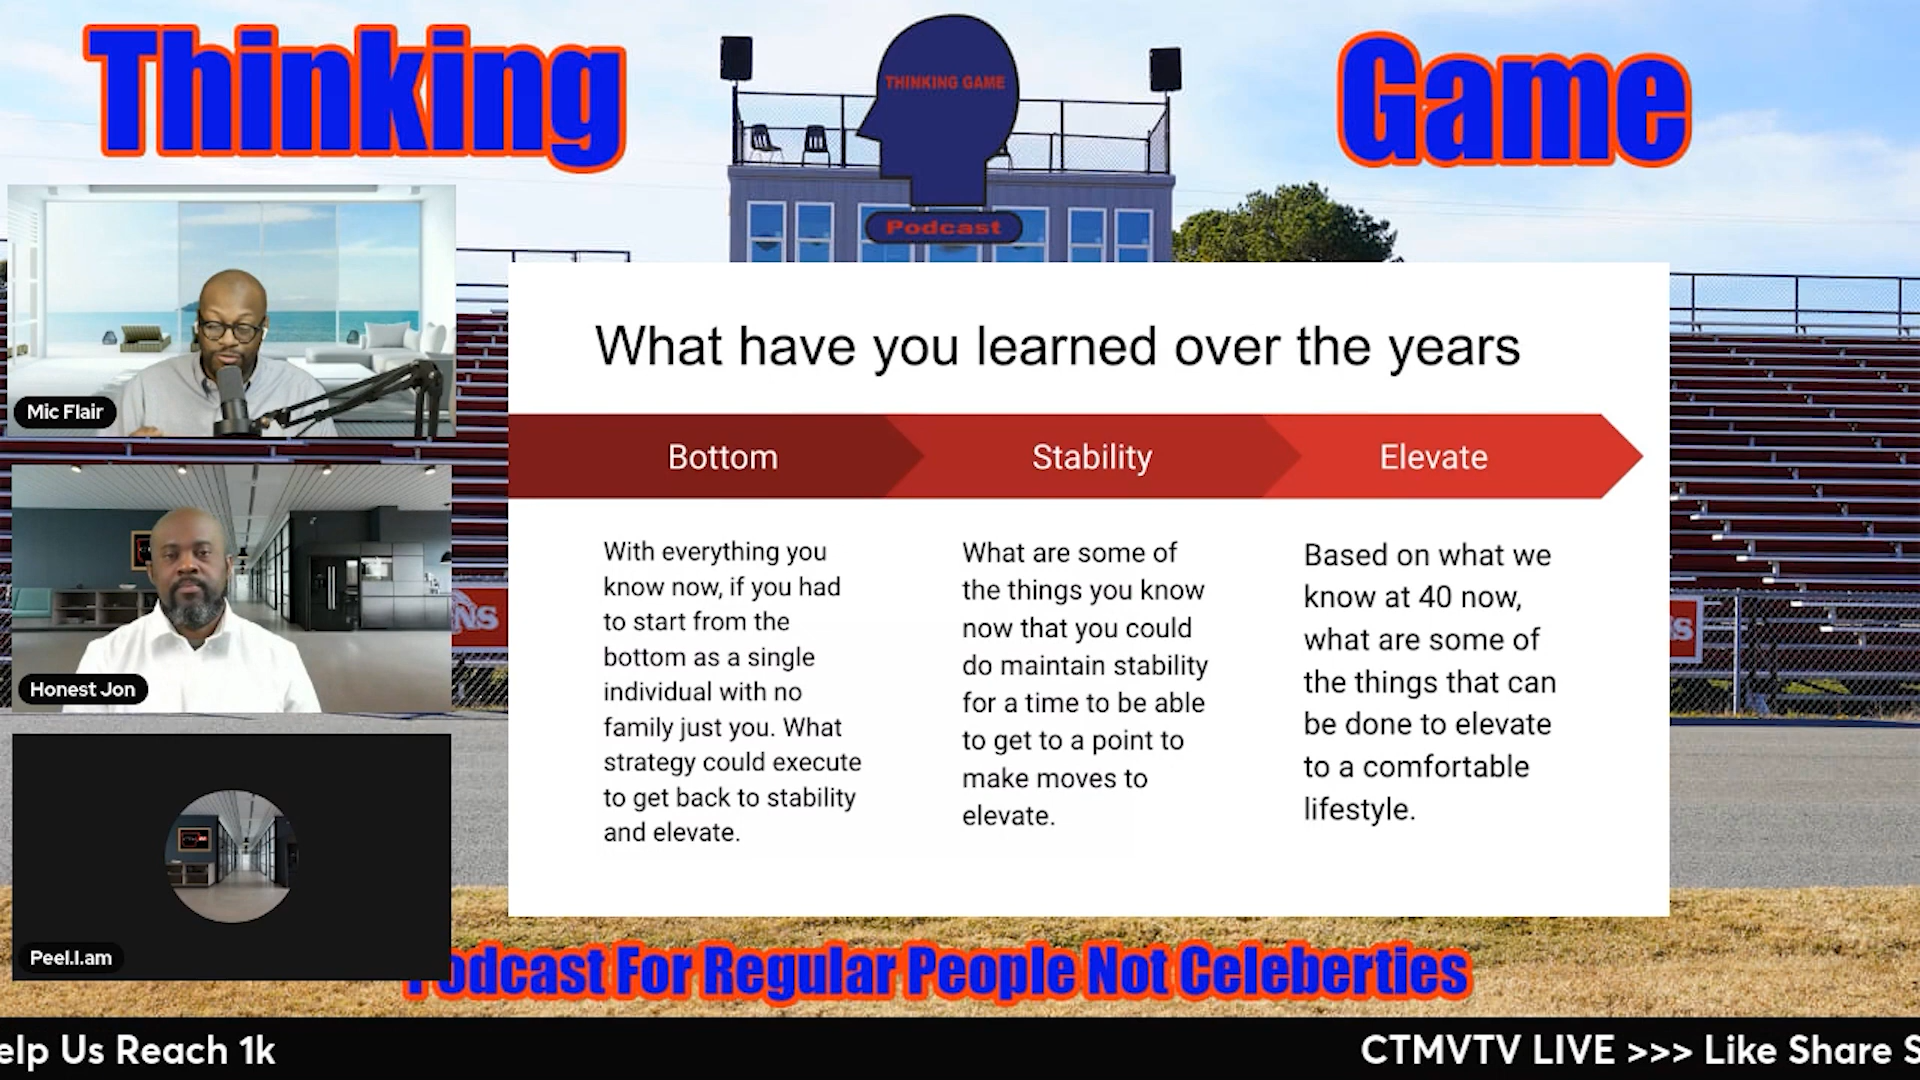 Thinking
Game
THINKING GAME
Podcast
Mic Flair
Honest Jon
Peel.I.am
What have you learned over the years
Bottom
Stability
Elevate
With everything you
know now, if you had
to start from the
bottom as a single
individual with no
family just you. What
strategy could execute
to get back to stability
and elevate.
What are some of
the things you know
now that you could
do maintain stability
for a time to be able
to get to a point to
make moves to
elevate.
Based on what we
know at 40 now,
what are some of
the things that can
be done to elevate
to a comfortable
lifestyle.
Podcast For Regular People Not Celeberties
elp Us Reach 1k
CTMVTV LIVE >>> Like Share S